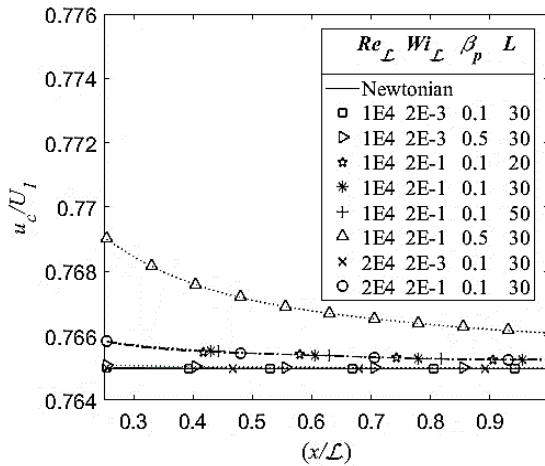 0.776
0.774
0.772
0.77
0.768
0.766
0.764
u_c/U_1
0.3 0.4 0.5 0.6 0.7 0.8 0.9
(x/ℒ)
Re_ℒ Wi_ℒ β_p L
Newtonian
1E4 2E-3 0.1 30
1E4 2E-3 0.5 30
1E4 2E-1 0.1 20
1E4 2E-1 0.1 30
1E4 2E-1 0.1 50
1E4 2E-1 0.5 30
2E4 2E-3 0.1 30
2E4 2E-1 0.1 30